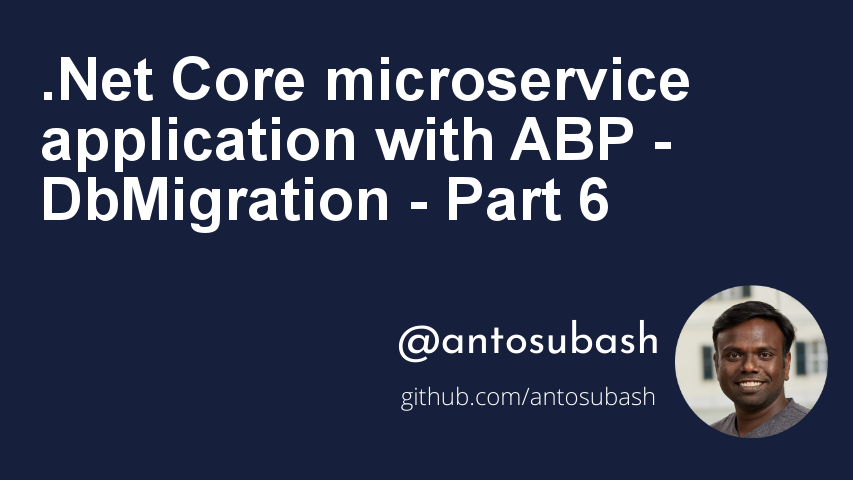 .Net Core microservice
application with ABP -
DbMigration - Part 6
@antosubash
github.com/antosubash